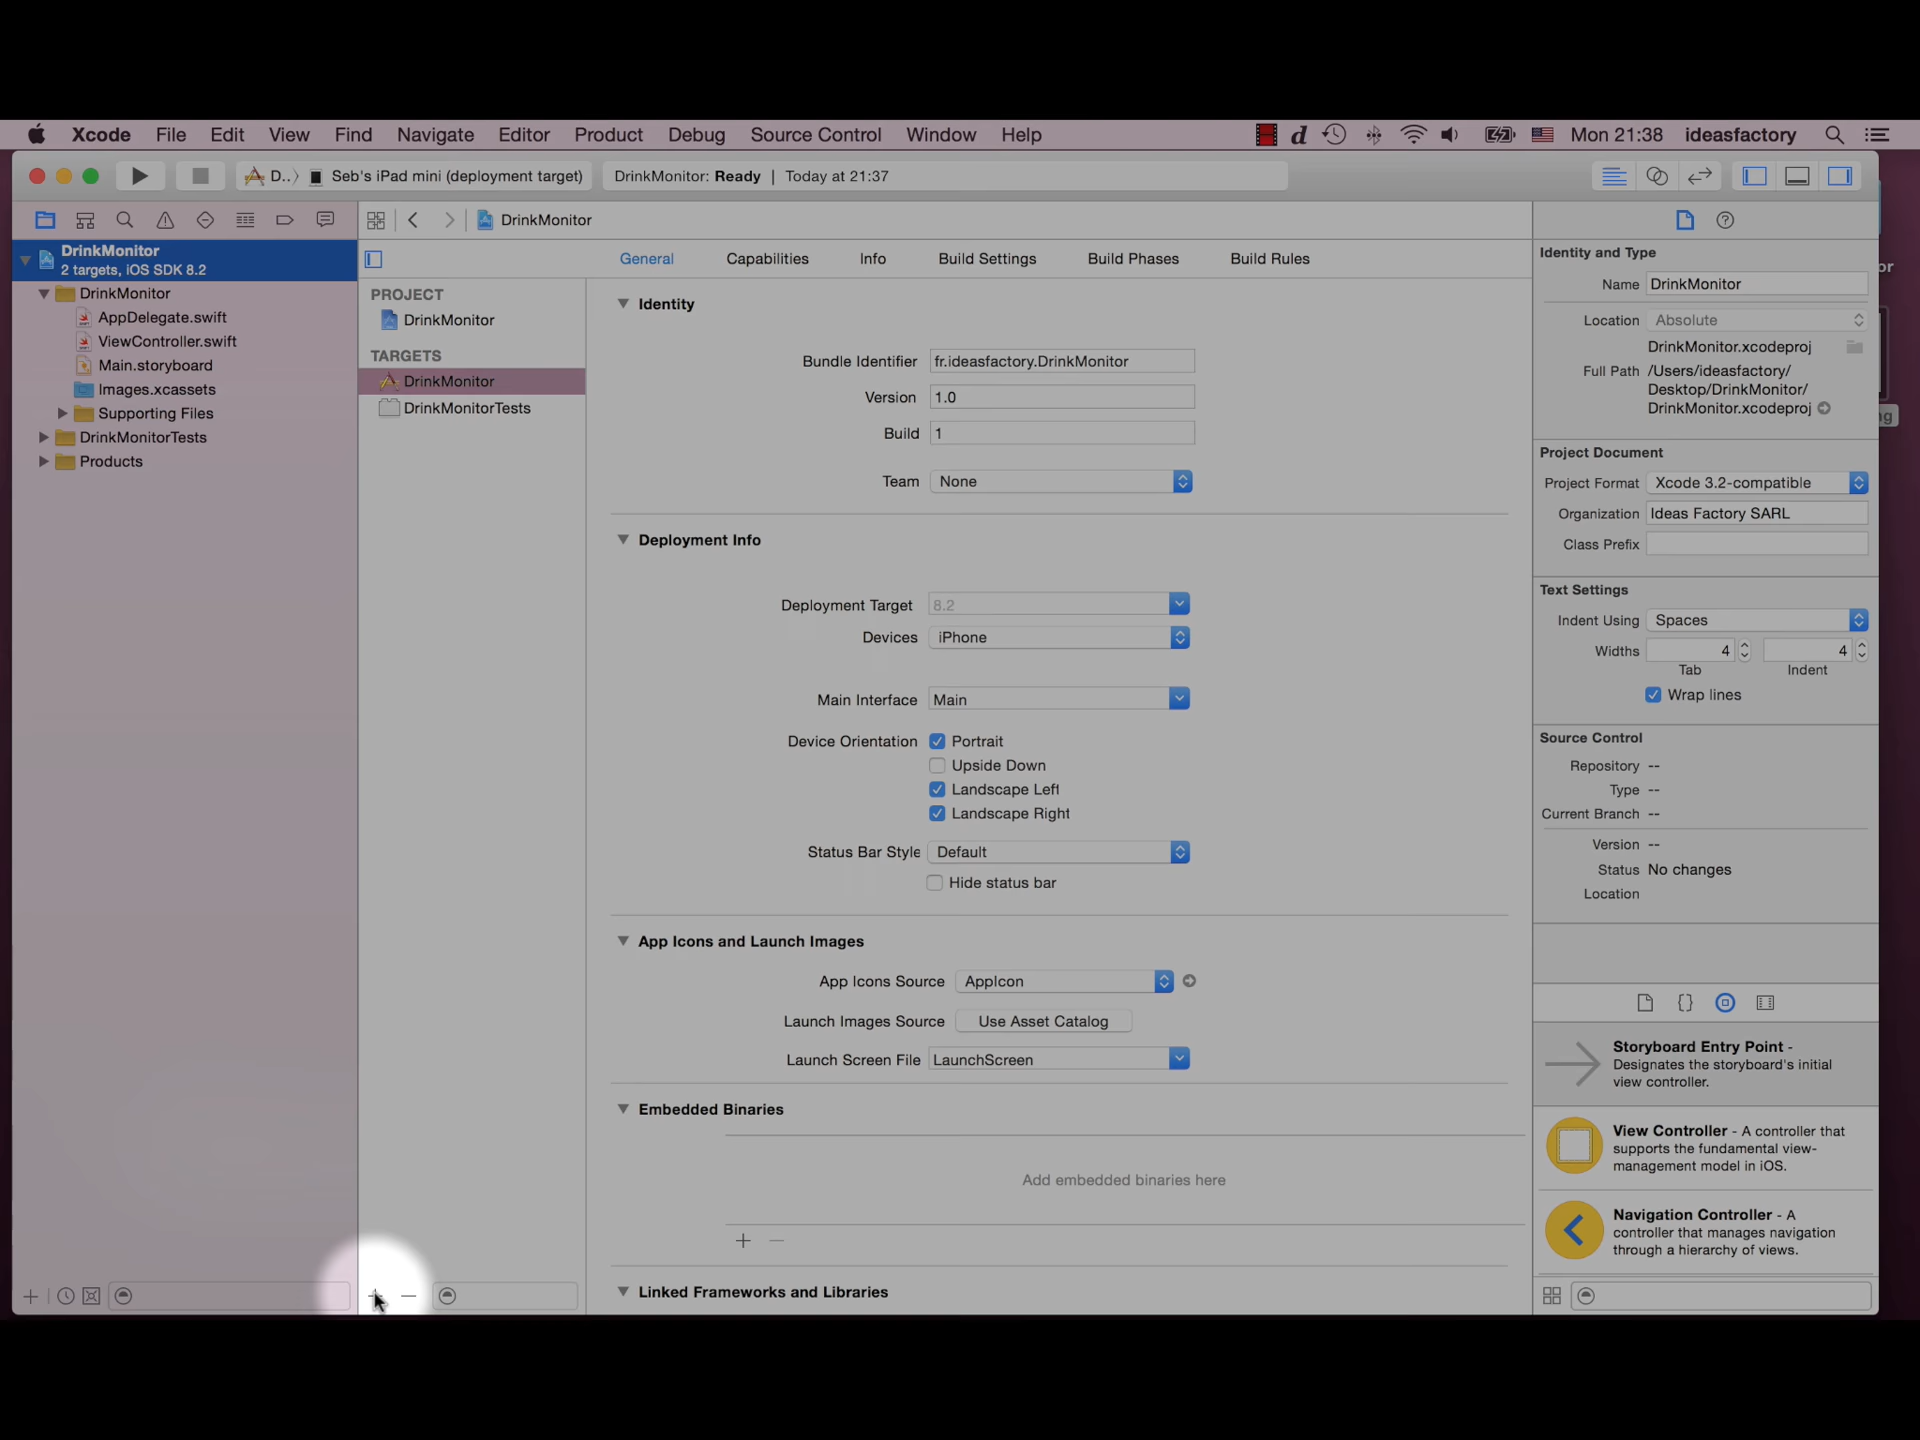 Xcode File Edit View Find Navigate Editor Product Debug Source Control Window Help
d Mon 21:38 ideasfactory
D.. Seb's iPad mini (deployment target)
DrinkMonitor: Ready | Today at 21:37
DrinkMonitor
2 targets, iOS SDK 8.2
DrinkMonitor
AppDelegate.swift
ViewController.swift
Main.storyboard
Images.xcassets
Supporting Files
DrinkMonitorTests
Products
DrinkMonitor
General Capabilities Info Build Settings Build Phases Build Rules
PROJECT
DrinkMonitor
TARGETS
DrinkMonitor
DrinkMonitorTests
Identity
Bundle Identifier fr.ideasfactory.DrinkMonitor
Version 1.0
Build 1
Team None
Deployment Info
Deployment Target 8.2
Devices iPhone
Main Interface Main
Device Orientation Portrait
Upside Down
Landscape Left
Landscape Right
Status Bar Style Default
Hide status bar
App Icons and Launch Images
App Icons Source AppIcon
Launch Images Source Use Asset Catalog
Launch Screen File LaunchScreen
Embedded Binaries
Add embedded binaries here
Linked Frameworks and Libraries
Identity and Type
Name DrinkMonitor
Location Absolute
DrinkMonitor.xcodeproj
Full Path /Users/ideasfactory/
Desktop/DrinkMonitor/
DrinkMonitor.xcodeproj
Project Document
Project Format Xcode 3.2-compatible
Organization Ideas Factory SARL
Class Prefix
Text Settings
Indent Using Spaces
Widths 4 4
Tab Indent
Wrap lines
Source Control
Repository --
Type --
Current Branch --
Version --
Status No changes
Location
{}
Storyboard Entry Point -
Designates the storyboard's initial
view controller.
View Controller - A controller that
supports the fundamental view-
management model in iOS.
Navigation Controller - A
controller that manages navigation
through a hierarchy of views.
or
ng